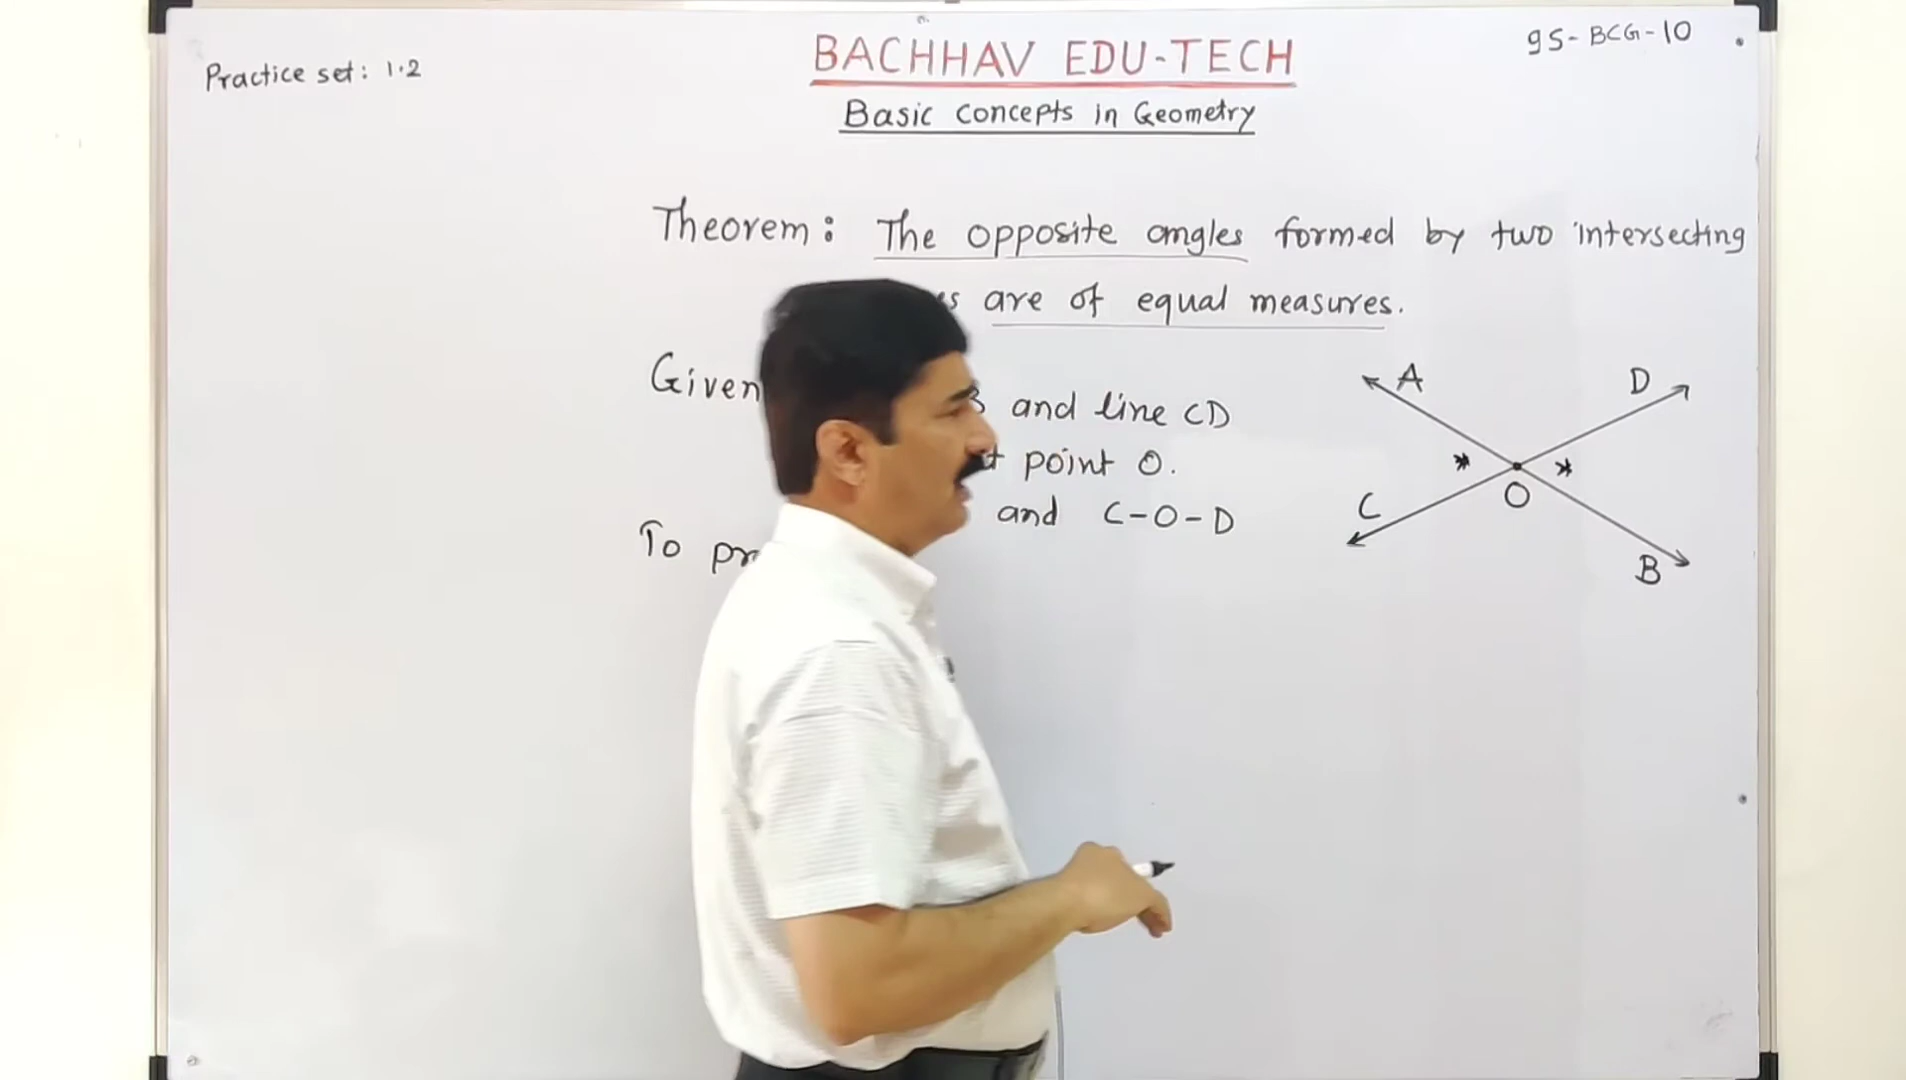 BACHHAV EDU-TECH
9S-BCG-10
Practice set: 1.2
Basic Concepts in Geometry
Theorem: The opposite angles formed by two intersecting
are of equal measures.
Given and line CD
point O.
and C-O-D
To
A
D
C
O
B